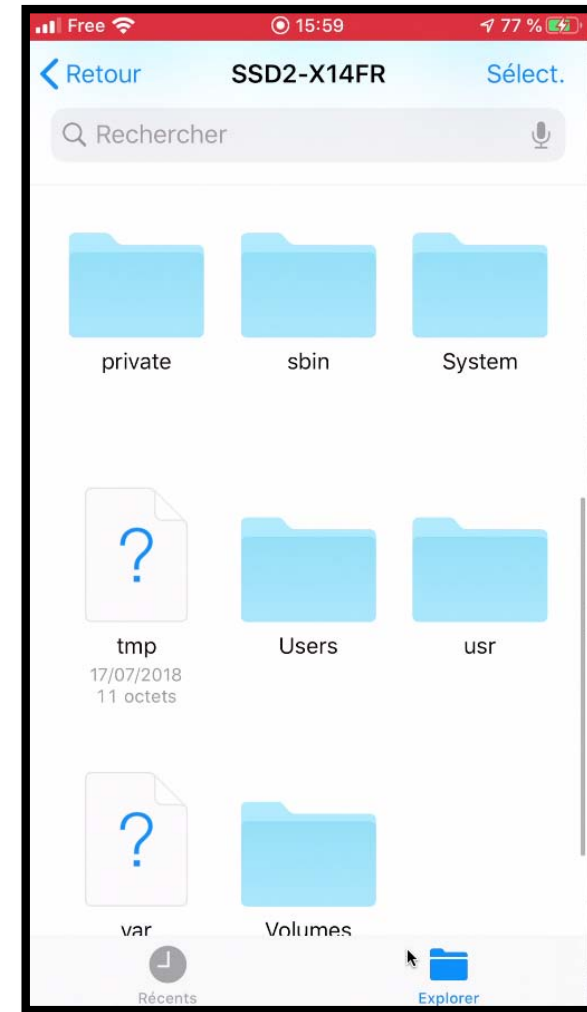 Free 15:59 77 %
Retour SSD2-X14FR Sélect.
Rechercher
private sbin System
?
tmp Users usr
17/07/2018
11 octets
?
var Volumes
Récents Explorer